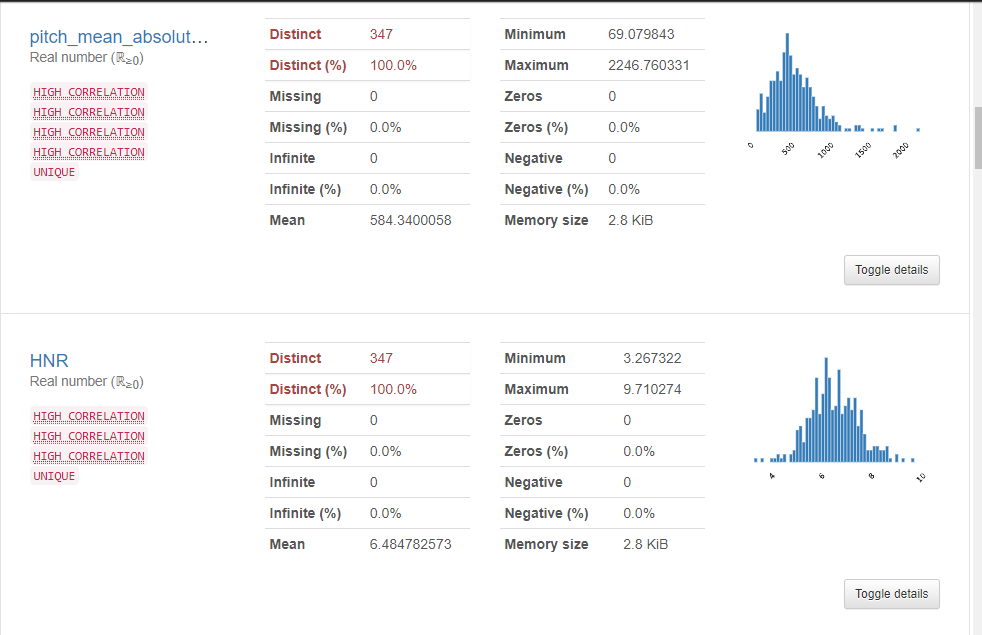 pitch_mean_absolut…
Real number (ℝ≥0)
HIGH CORRELATION
HIGH CORRELATION
HIGH CORRELATION
HIGH CORRELATION
UNIQUE
Distinct 347
Distinct (%) 100.0%
Missing 0
Missing (%) 0.0%
Infinite 0
Infinite (%) 0.0%
Mean 584.3400058
Minimum 69.079843
Maximum 2246.760331
Zeros 0
Zeros (%) 0.0%
Negative 0
Negative (%) 0.0%
Memory size 2.8 KiB
0 500 1000 1500 2000
Toggle details
HNR
Real number (ℝ≥0)
HIGH CORRELATION
HIGH CORRELATION
HIGH CORRELATION
UNIQUE
Distinct 347
Distinct (%) 100.0%
Missing 0
Missing (%) 0.0%
Infinite 0
Infinite (%) 0.0%
Mean 6.484782573
Minimum 3.267322
Maximum 9.710274
Zeros 0
Zeros (%) 0.0%
Negative 0
Negative (%) 0.0%
Memory size 2.8 KiB
4 6 8 10
Toggle details